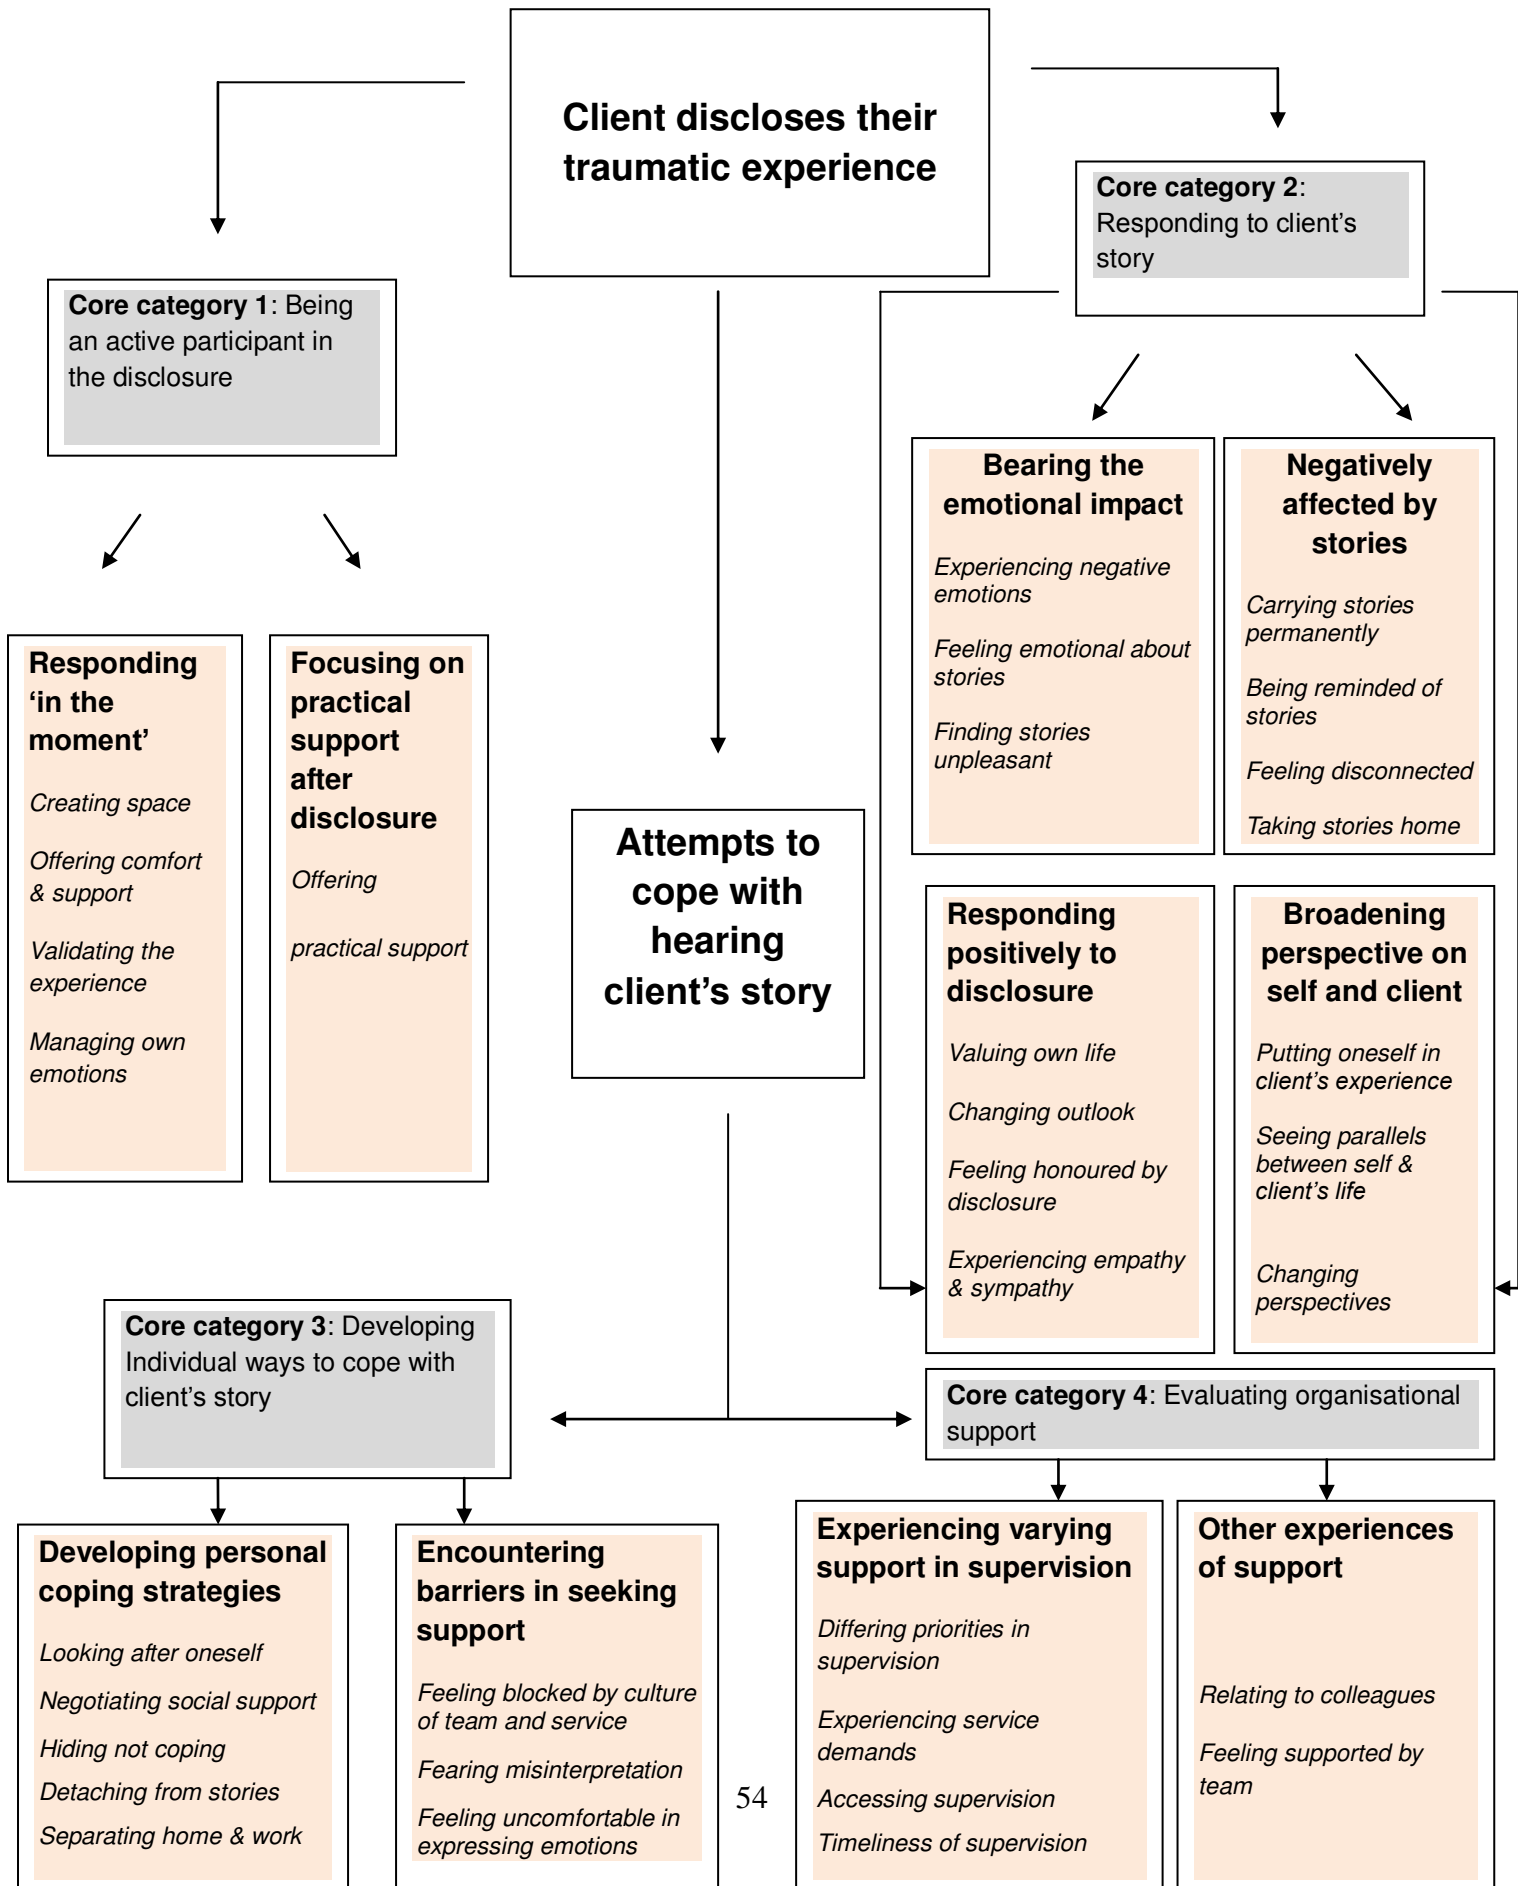 Client discloses their
traumatic experience
Core category 2:
Responding to client's
story
Core category 1: Being
an active participant in
the disclosure
Bearing the
emotional impact
Experiencing negative
emotions
Feeling emotional about
stories
Finding stories
unpleasant
Negatively
affected by
stories
Carrying stories
permanently
Being reminded of
stories
Feeling disconnected
Taking stories home
Responding
‘in the
moment’
Creating space
Offering comfort
& support
Validating the
experience
Managing own
emotions
Focusing on
practical
support
after
disclosure
Offering
practical support
Attempts to
cope with
hearing
client’s story
Responding
positively to
disclosure
Valuing own life
Changing outlook
Feeling honoured by
disclosure
Experiencing empathy
& sympathy
Broadening
perspective on
self and client
Putting oneself in
client’s experience
Seeing parallels
between self &
client’s life
Changing
perspectives
Core category 3: Developing
Individual ways to cope with
client’s story
Core category 4: Evaluating organisational
support
Developing personal
coping strategies
Looking after oneself
Negotiating social support
Hiding not coping
Detaching from stories
Separating home & work
Encountering
barriers in seeking
support
Feeling blocked by culture
of team and service
Fearing misinterpretation
Feeling uncomfortable in
expressing emotions
54
Experiencing varying
support in supervision
Differing priorities in
supervision
Experiencing service
demands
Accessing supervision
Timeliness of supervision
Other experiences
of support
Relating to colleagues
Feeling supported by
team